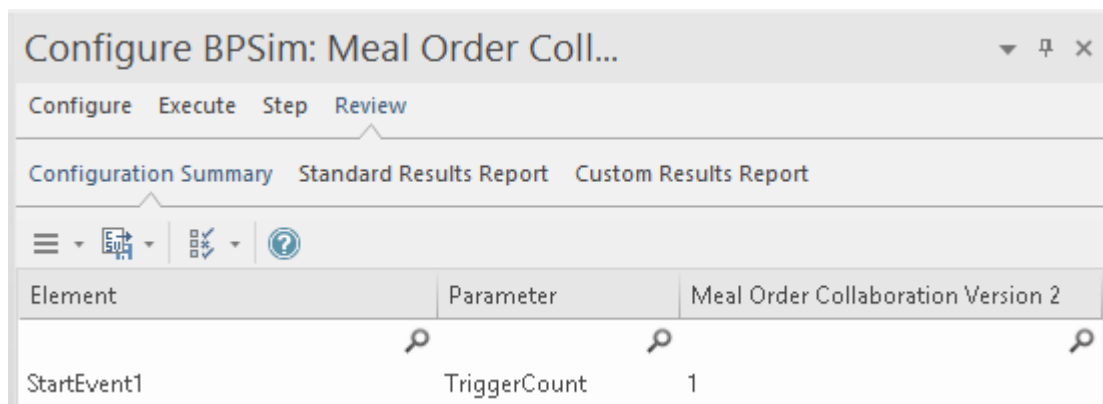 Configure BPSim: Meal Order Coll...
Configure Execute Step Review
Configuration Summary Standard Results Report Custom Results Report
Element Parameter Meal Order Collaboration Version 2
StartEvent1 TriggerCount 1